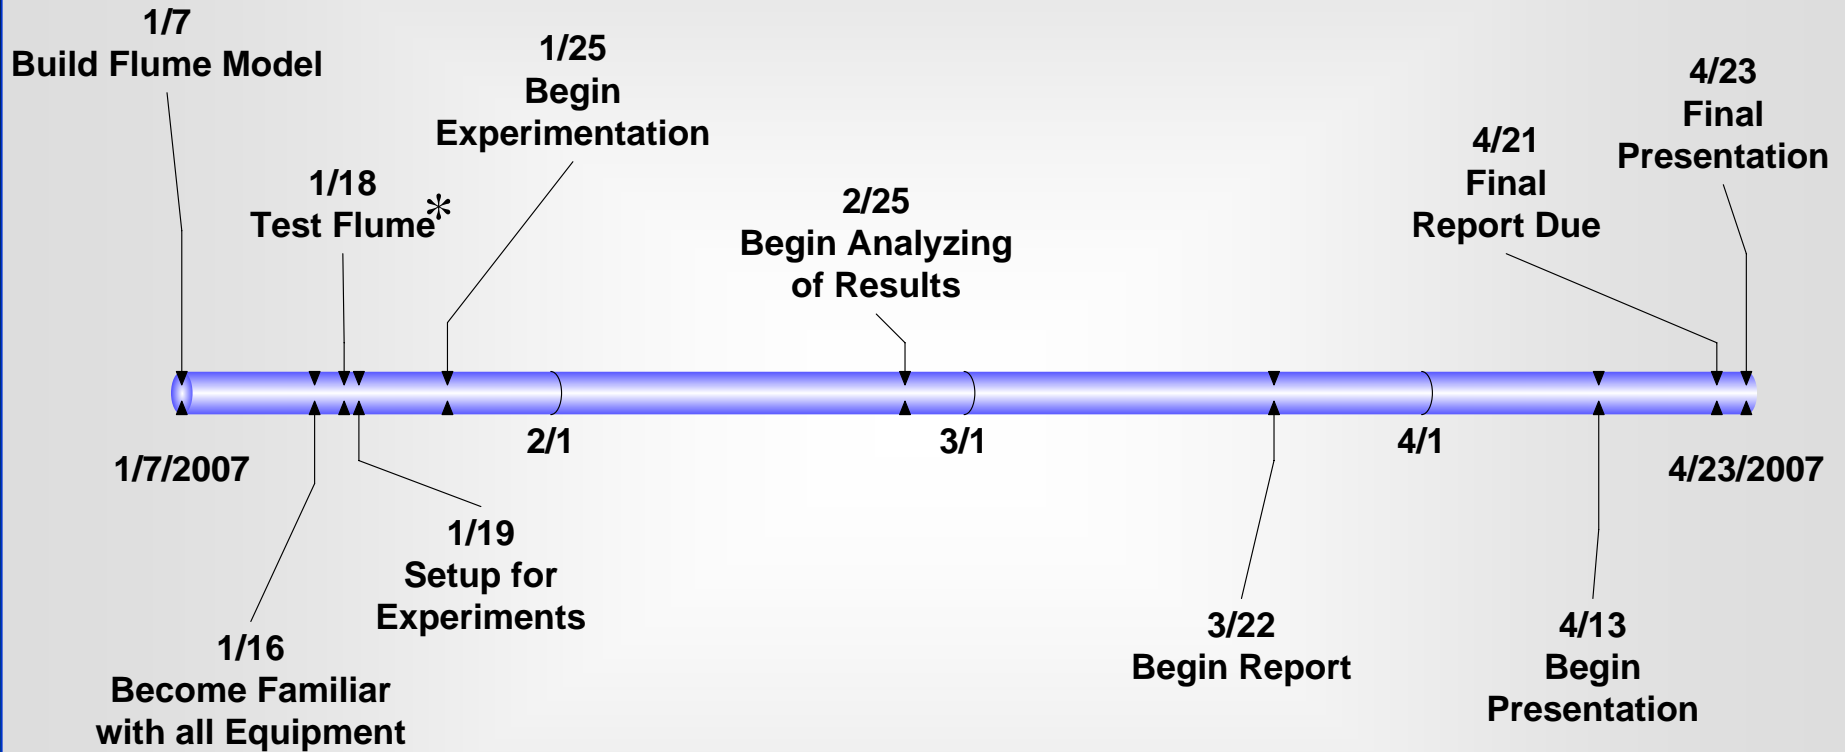 1/7
Build Flume Model
1/25
Begin
Experimentation
4/23
Final
Presentation
4/21
Final
Report Due
1/18
Test Flume*
2/25
Begin Analyzing
of Results
2/1
3/1
4/1
1/7/2007
4/23/2007
1/19
Setup for
Experiments
1/16
Become Familiar
with all Equipment
3/22
Begin Report
4/13
Begin
Presentation